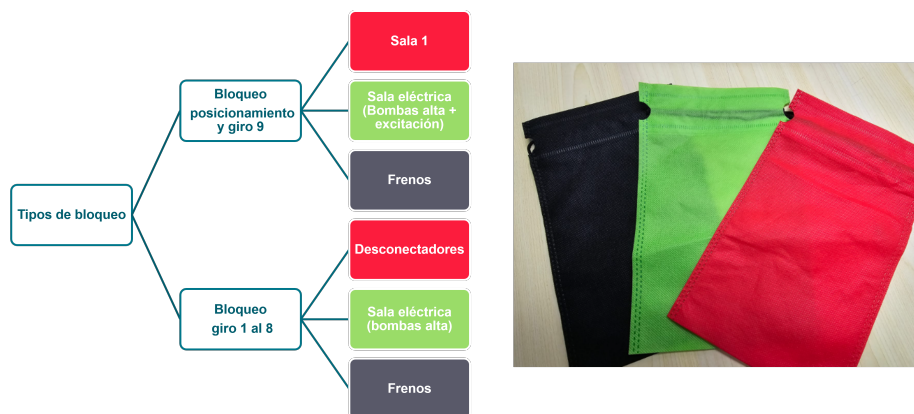 Tipos de bloqueo
Bloqueo
posicionamiento
y giro 9
Sala 1
Sala eléctrica
(Bombas alta +
excitación)
Frenos
Bloqueo
giro 1 al 8
Desconectadores
Sala eléctrica
(bombas alta)
Frenos